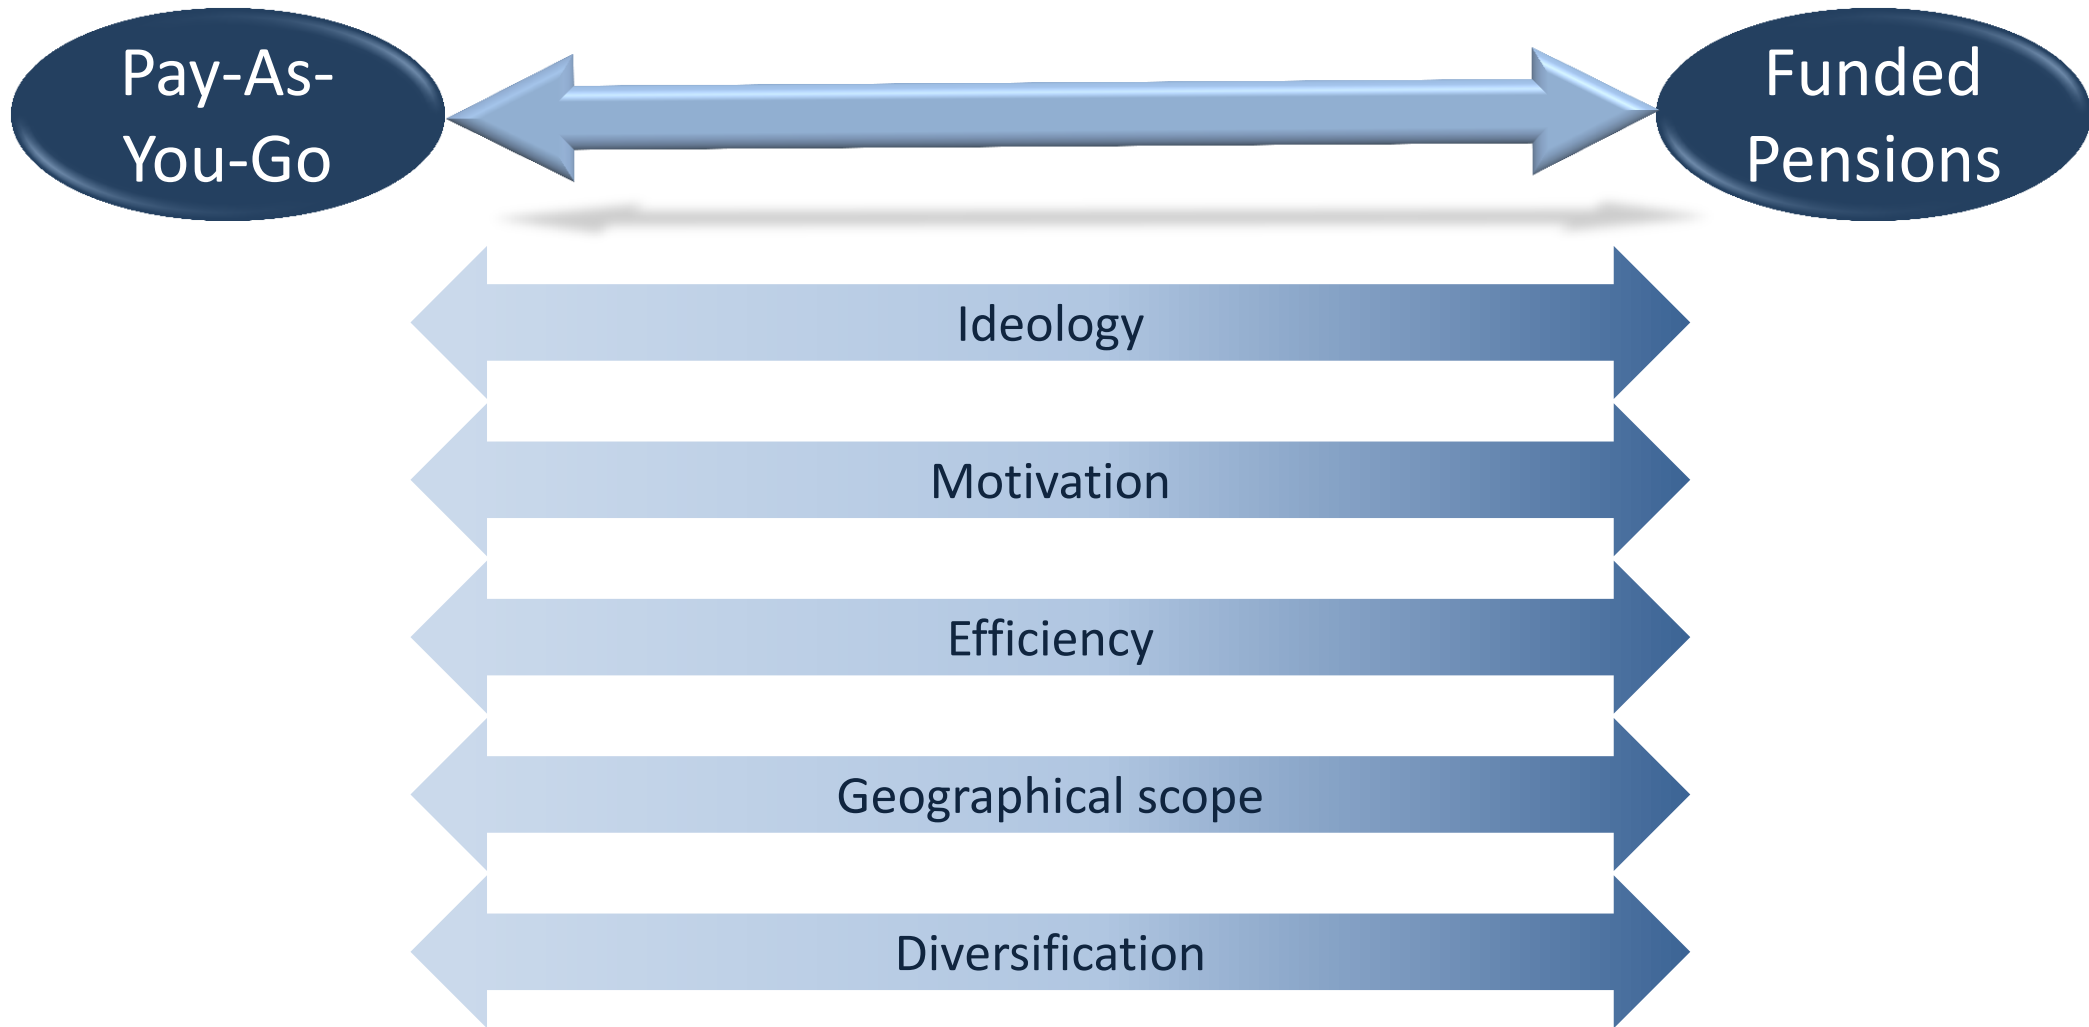 Pay-As-
You-Go
Funded
Pensions
Ideology
Motivation
Efficiency
Geographical scope
Diversification